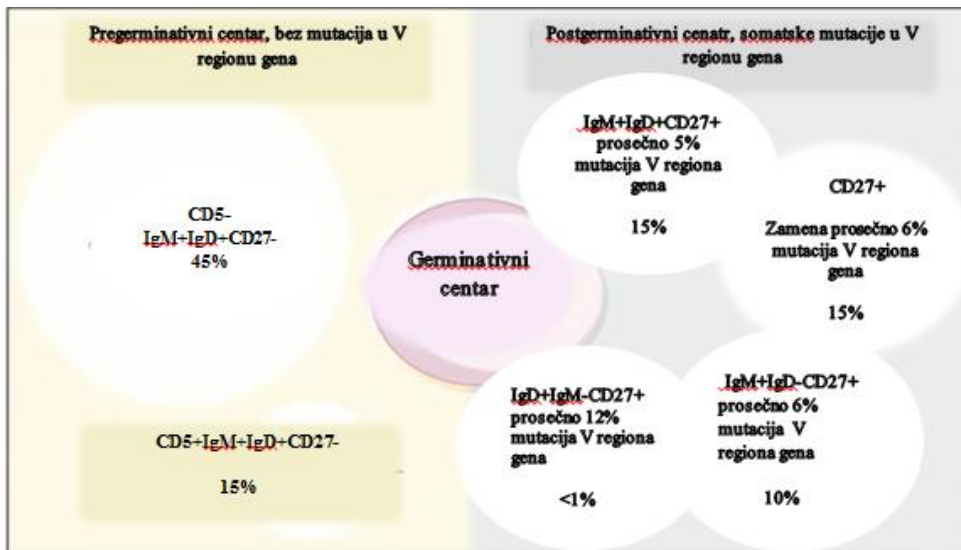 Pregerminativni centar, bez mutacija u V
regionu gena
Postgerminativni cenatr, somatske mutacije u V
regionu gena
CD5-
IgM+IgD+CD27-
45%
CD5+IgM+IgD+CD27-
15%
Germinativni
centar
IgM+IgD+CD27+
prosečno 5%
mutacija V regiona
gena
15%
CD27+
Zamena prosečno 6%
mutacija V regiona
gena
15%
IgD+IgM-CD27+
prosečno 12%
mutacija V regiona
gena
<1%
IgM+IgD-CD27+
prosečno 6%
mutacija V
regiona gena
10%